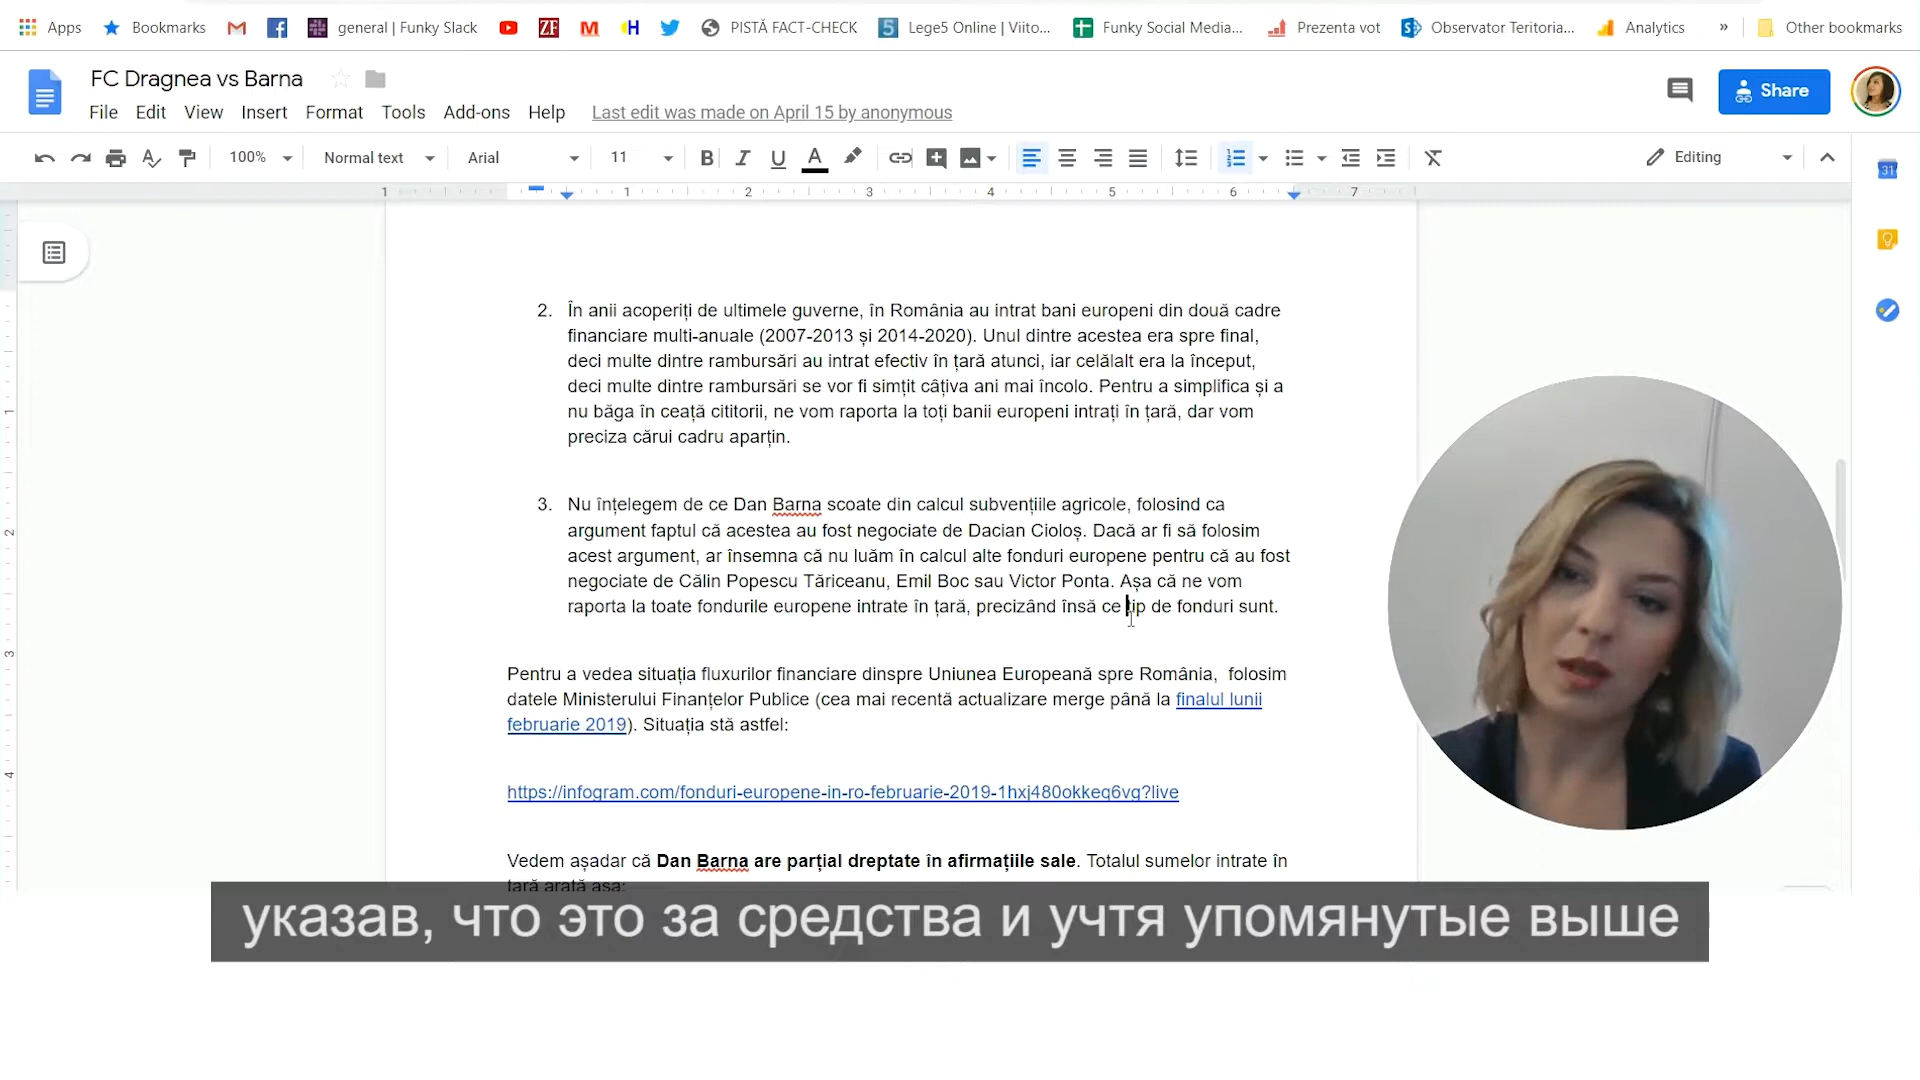 Apps Bookmarks general | Funky Slack PISTĂ FACT-CHECK Lege5 Online | Viito... Funky Social Media... Prezenta vot Observator Teritoria... Analytics » Other bookmarks
FC Dragnea vs Barna
Share
File Edit View Insert Format Tools Add-ons Help Last edit was made on April 15 by anonymous
100% Normal text Arial 11 B I U A Editing
1 1 2 3 4 5 6 7
2. În anii acoperiți de ultimele guverne, în România au intrat bani europeni din două cadre
financiare multi-anuale (2007-2013 și 2014-2020). Unul dintre acestea era spre final,
deci multe dintre rambursări au intrat efectiv în țară atunci, iar celălalt era la început,
deci multe dintre rambursări se vor fi simțit câțiva ani mai încolo. Pentru a simplifica și a
nu băga în ceață cititorii, ne vom raporta la toți banii europeni intrați în țară, dar vom
preciza cărui cadru aparțin.
3. Nu înțelegem de ce Dan Barna scoate din calcul subvențiile agricole, folosind ca
argument faptul că acestea au fost negociate de Dacian Cioloș. Dacă ar fi să folosim
acest argument, ar însemna că nu luăm în calcul alte fonduri europene pentru că au fost
negociate de Călin Popescu Tăriceanu, Emil Boc sau Victor Ponta. Așa că ne vom
raporta la toate fondurile europene intrate în țară, precizând însă ce tip de fonduri sunt.
Pentru a vedea situația fluxurilor financiare dinspre Uniunea Europeană spre România, folosim
datele Ministerului Finanțelor Publice (cea mai recentă actualizare merge până la finalul lunii
februarie 2019). Situația stă astfel:
https://infogram.com/fonduri-europene-in-ro-februarie-2019-1hxj480okkeq6vg?live
Vedem așadar că Dan Barna are parțial dreptate în afirmațiile sale. Totalul sumelor intrate în
țară arată așa:
указав, что это за средства и учтя упомянутые выше